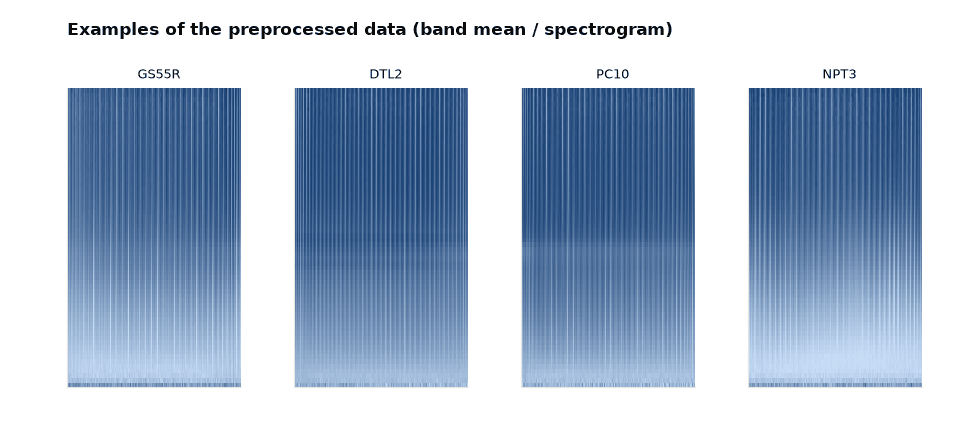 Examples of the preprocessed data (band mean / spectrogram)
GS55R
DTL2
PC10
NPT3